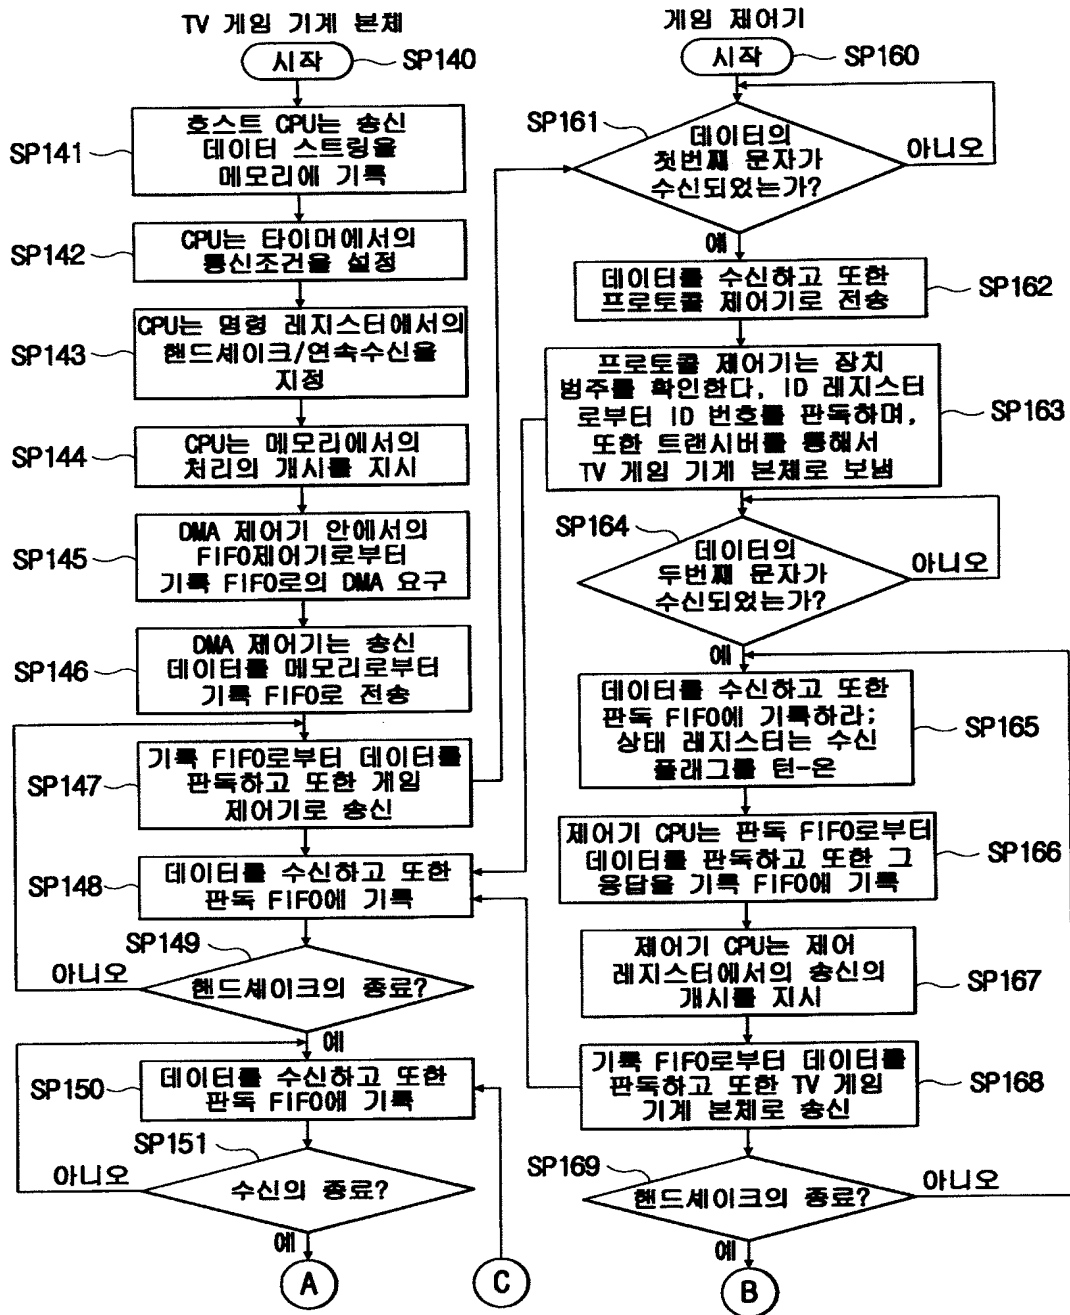 TV 게임 기계 본체
시작
SP140
호스트 CPU는 송신
데이터 스트링을
메모리에 기록
SP141
CPU는 타이머에서의
통신조건을 설정
SP142
CPU는 명령 레지스터에서의
핸드셰이크/연속수신을
지정
SP143
CPU는 메모리에서의
처리의 개시를 지시
SP144
DMA 제어기 안에서의
FIFO제어기로부터
기록 FIFO로의 DMA 요구
SP145
DMA 제어기는 송신
데이터를 메모리로부터
기록 FIFO로 전송
SP146
기록 FIFO로부터 데이터를
판독하고 또한 게임
제어기로 송신
SP147
데이터를 수신하고 또한
판독 FIFO에 기록
SP148
SP149
아니오
핸드셰이크의 종료?
예
데이터를 수신하고 또한
판독 FIFO에 기록
SP150
SP151
아니오
수신의 종료?
예
A
C
게임 제어기
시작
SP160
SP161
데이터의
첫번째 문자가
수신되었는가?
아니오
예
데이터를 수신하고 또한
프로토콜 제어기로 전송
SP162
프로토콜 제어기는 장치
범주를 확인한다, ID 레지스터
로부터 ID 번호를 판독하며,
또한 트랜시버를 통해서
TV 게임 기계 본체로 보냄
SP163
SP164
데이터의
두번째 문자가
수신되었는가?
아니오
예
데이터를 수신하고 또한
판독 FIFO에 기록하라;
상태 레지스터는 수신
플래그를 턴-온
SP165
제어기 CPU는 판독 FIFO로부터
데이터를 판독하고 또한 그
응답을 기록 FIFO에 기록
SP166
제어기 CPU는 제어
레지스터에서의 송신의
개시를 지시
SP167
기록 FIFO로부터 데이터를
판독하고 또한 TV 게임
기계 본체로 송신
SP168
SP169
핸드셰이크의 종료?
아니오
예
B